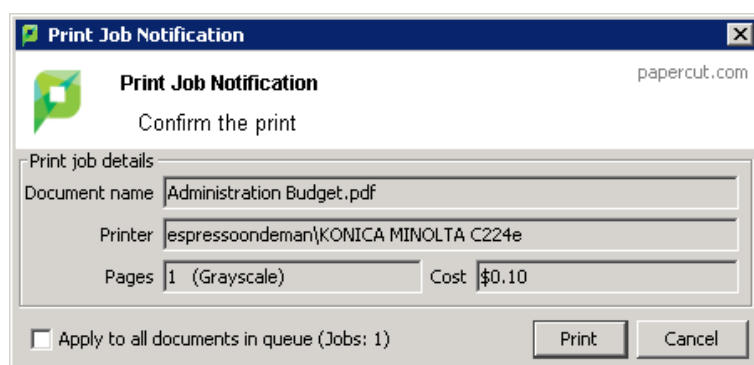 Print Job Notification
papercut.com
Print Job Notification
Confirm the print
Print job details
Document name Administration Budget.pdf
Printer espressoondeman\KONICA MINOLTA C224e
Pages 1 (Grayscale) Cost $0.10
Apply to all documents in queue (Jobs: 1) Print Cancel